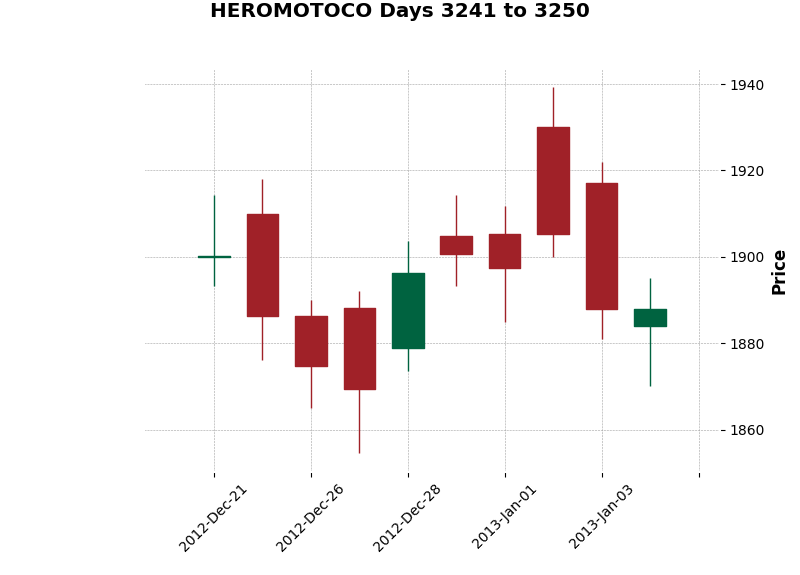 HEROMOTOCO Days 3241 to 3250
1940
1920
1900
1880
1860
Price
2012-Dec-21
2012-Dec-26
2012-Dec-28
2013-Jan-01
2013-Jan-03